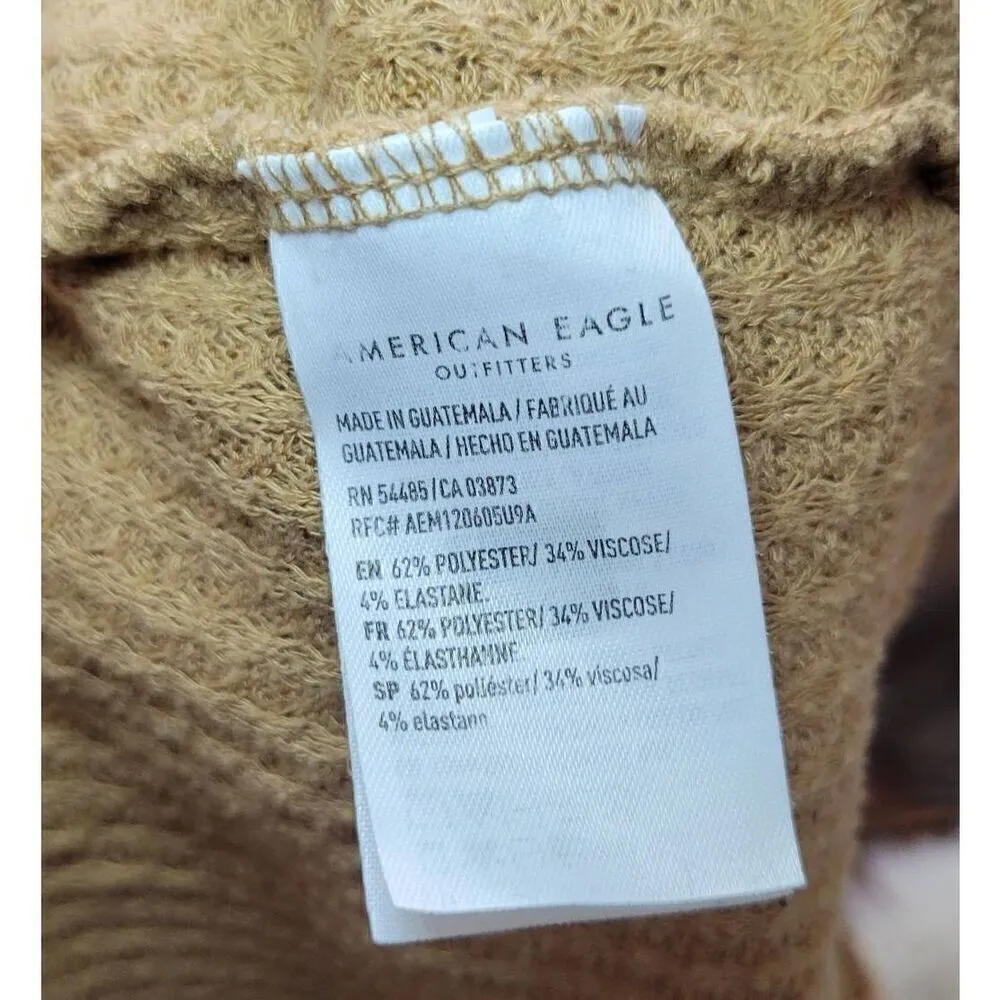 AMERICAN EAGLE
OUTFITTERS
MADE IN GUATEMALA / FABRIQUÉ AU
GUATEMALA / HECHO EN GUATEMALA
RN 54485/CA 03873
RFC# AEM120605U9A
EN 62% POLYESTER/ 34% VISCOSE/
4% ELASTANE.
FR 62% POLYESTER/ 34% VISCOSE/
4% ÉLASTHANNE
SP 62% poliéster/ 34% viscosa/
4% elastano